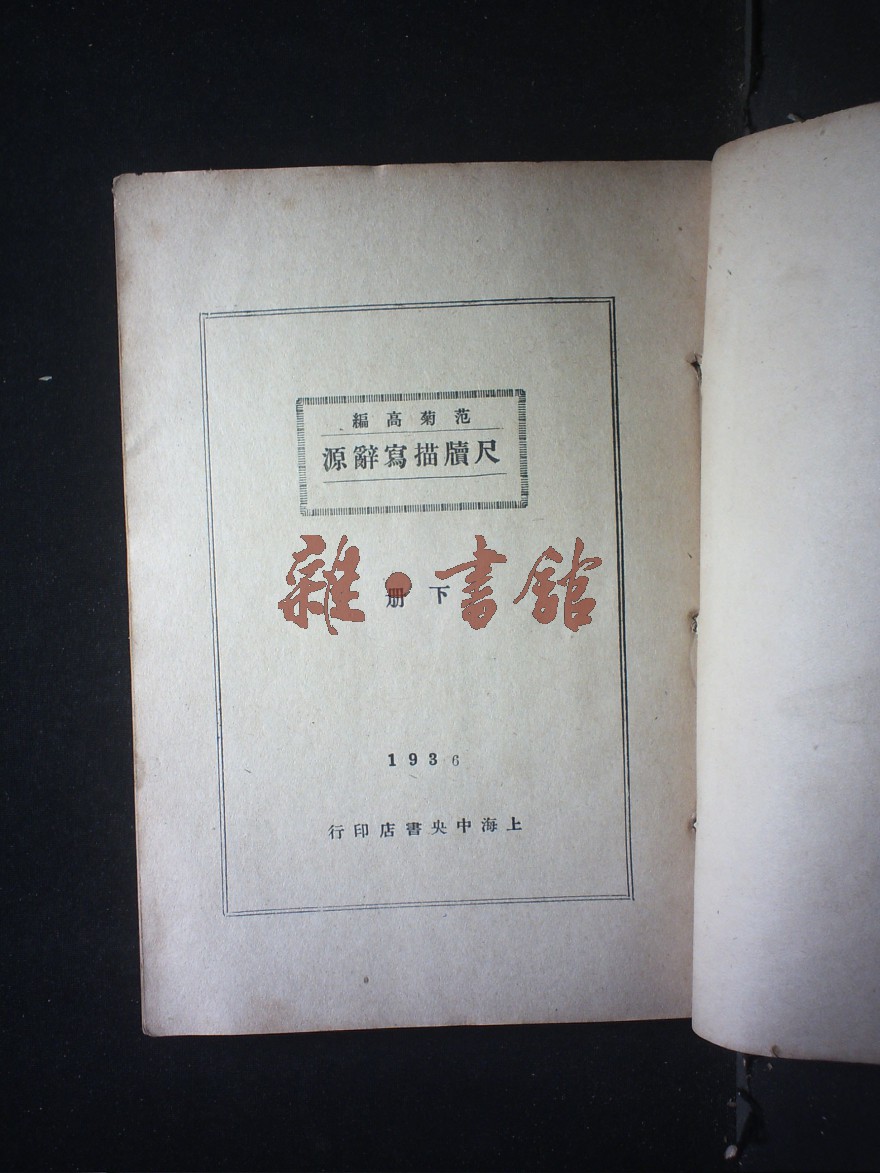 范菊高編
尺牘描寫辭源
下册
雜·書館
1936
上海中央書店印行